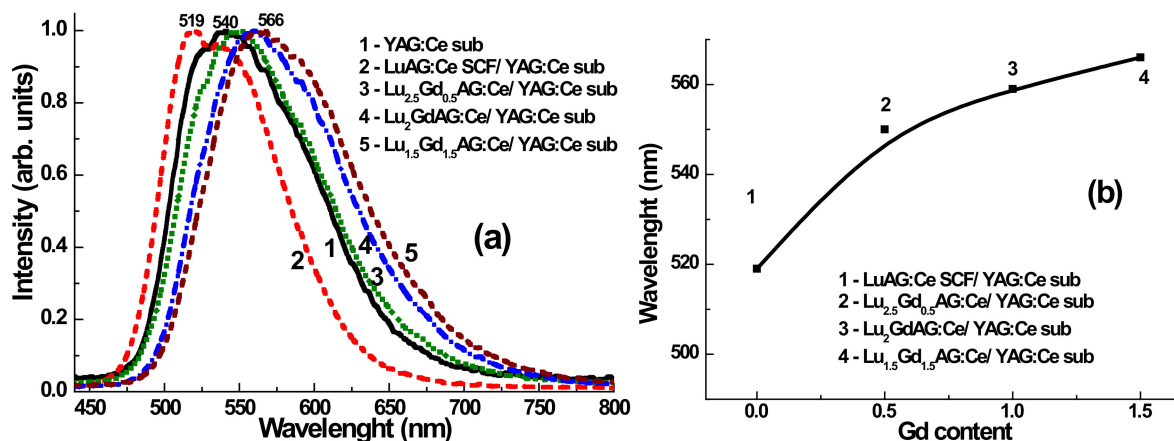 519 540 566
1.0
0.8
0.6
0.4
0.2
0.0
Intensity (arb. units)
1 - YAG:Ce sub
2 - LuAG:Ce SCF/ YAG:Ce sub
3 - Lu2.5Gd0.5AG:Ce/ YAG:Ce sub
4 - Lu2GdAG:Ce/ YAG:Ce sub
5 - Lu1.5Gd1.5AG:Ce/ YAG:Ce sub
(a)
2 1 4 5
3
450 500 550 600 650 700 750 800
Wavelenght (nm)
560
540
520
500
Wavelenght (nm)
1
2
3
4
(b)
1 - LuAG:Ce SCF/ YAG:Ce sub
2 - Lu2.5Gd0.5AG:Ce/ YAG:Ce sub
3 - Lu2GdAG:Ce/ YAG:Ce sub
4 - Lu1.5Gd1.5AG:Ce/ YAG:Ce sub
0.0 0.5 1.0 1.5
Gd content